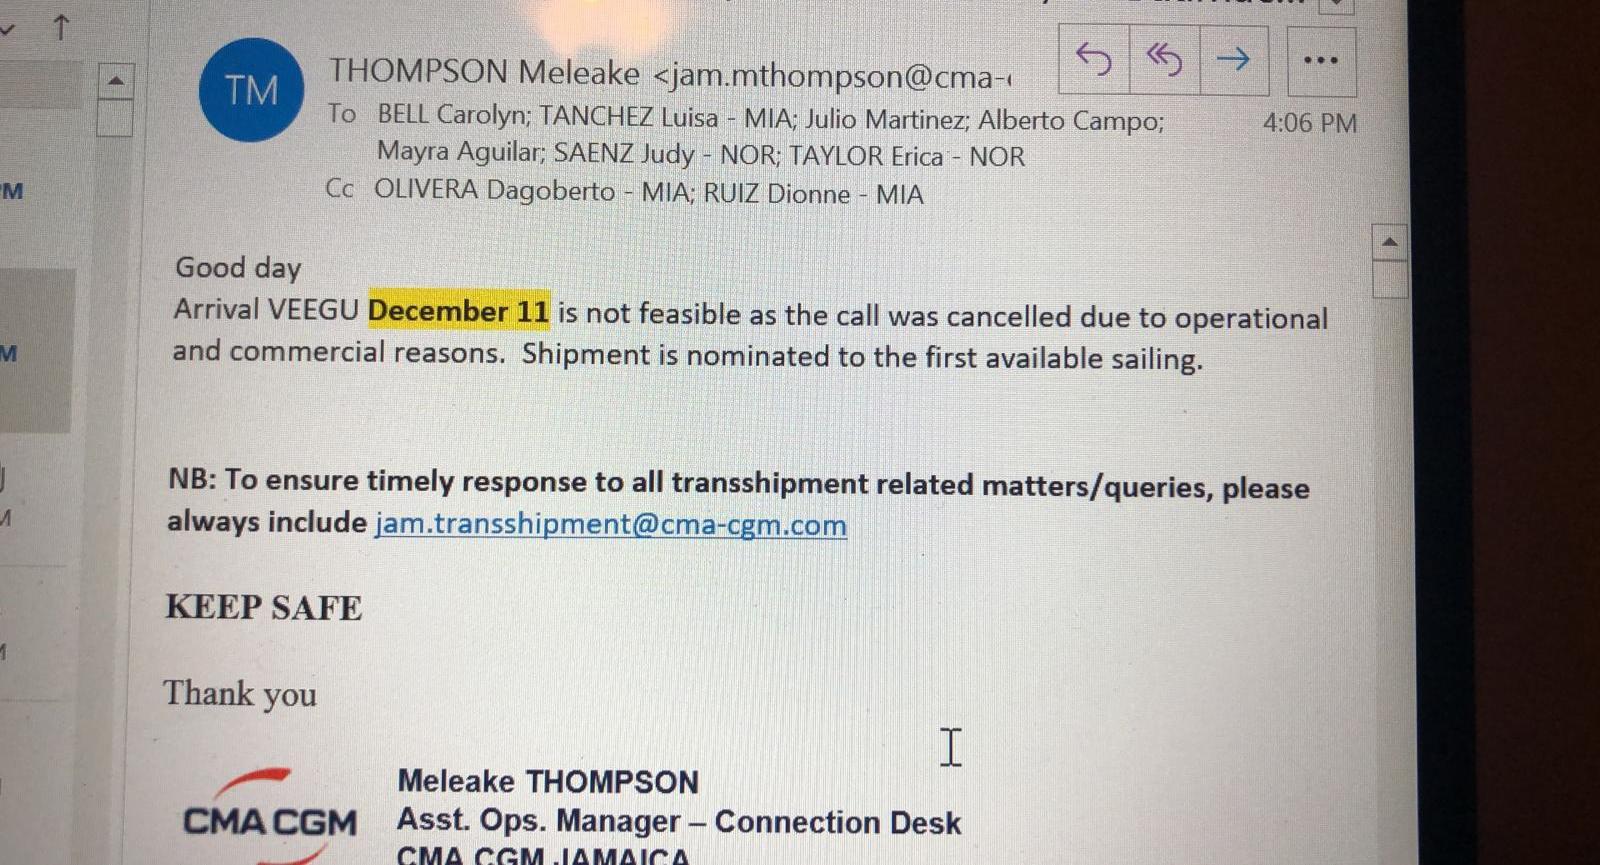 TM
THOMPSON Meleake <jam.mthompson@cma-
To BELL Carolyn; TANCHEZ Luisa - MIA; Julio Martinez; Alberto Campo;
4:06 PM
Mayra Aguilar; SAENZ Judy - NOR; TAYLOR Erica - NOR
Cc OLIVERA Dagoberto - MIA; RUIZ Dionne - MIA
Good day
Arrival VEEGU December 11 is not feasible as the call was cancelled due to operational
and commercial reasons. Shipment is nominated to the first available sailing.
NB: To ensure timely response to all transshipment related matters/queries, please
always include jam.transshipment@cma-cgm.com
KEEP SAFE
Thank you
CMA CGM
Meleake THOMPSON
Asst. Ops. Manager – Connection Desk
CMA CGM JAMAICA